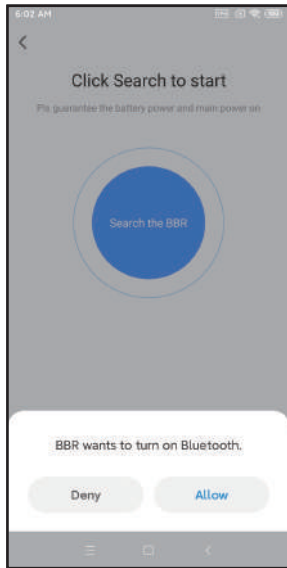 6:02 AM
Click Search to start
Pls guarantee the battery power and main power on
Search the BBR
BBR wants to turn on Bluetooth.
Deny
Allow